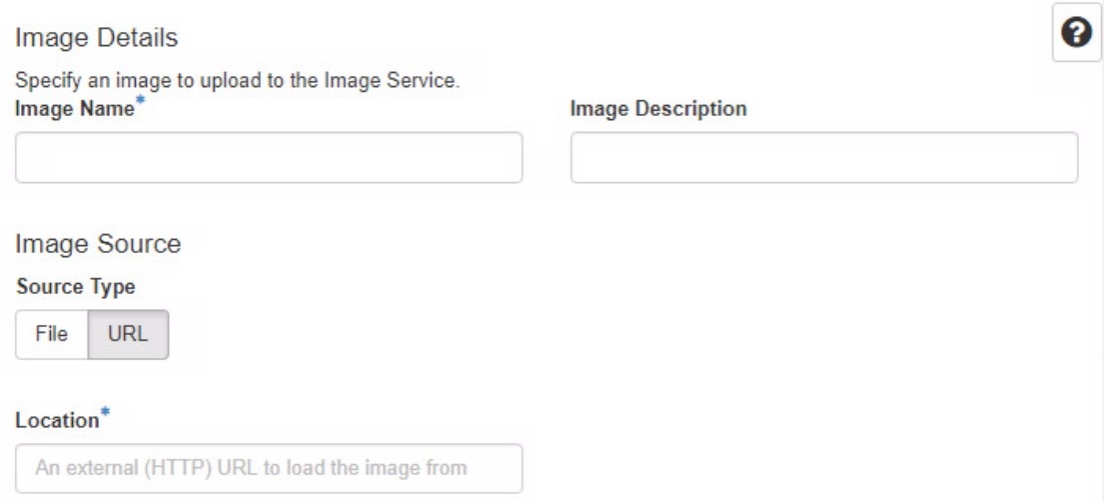 Image Details
Specify an image to upload to the Image Service.
Image Name*
Image Description
Image Source
Source Type
File
URL
Location*
An external (HTTP) URL to load the image from